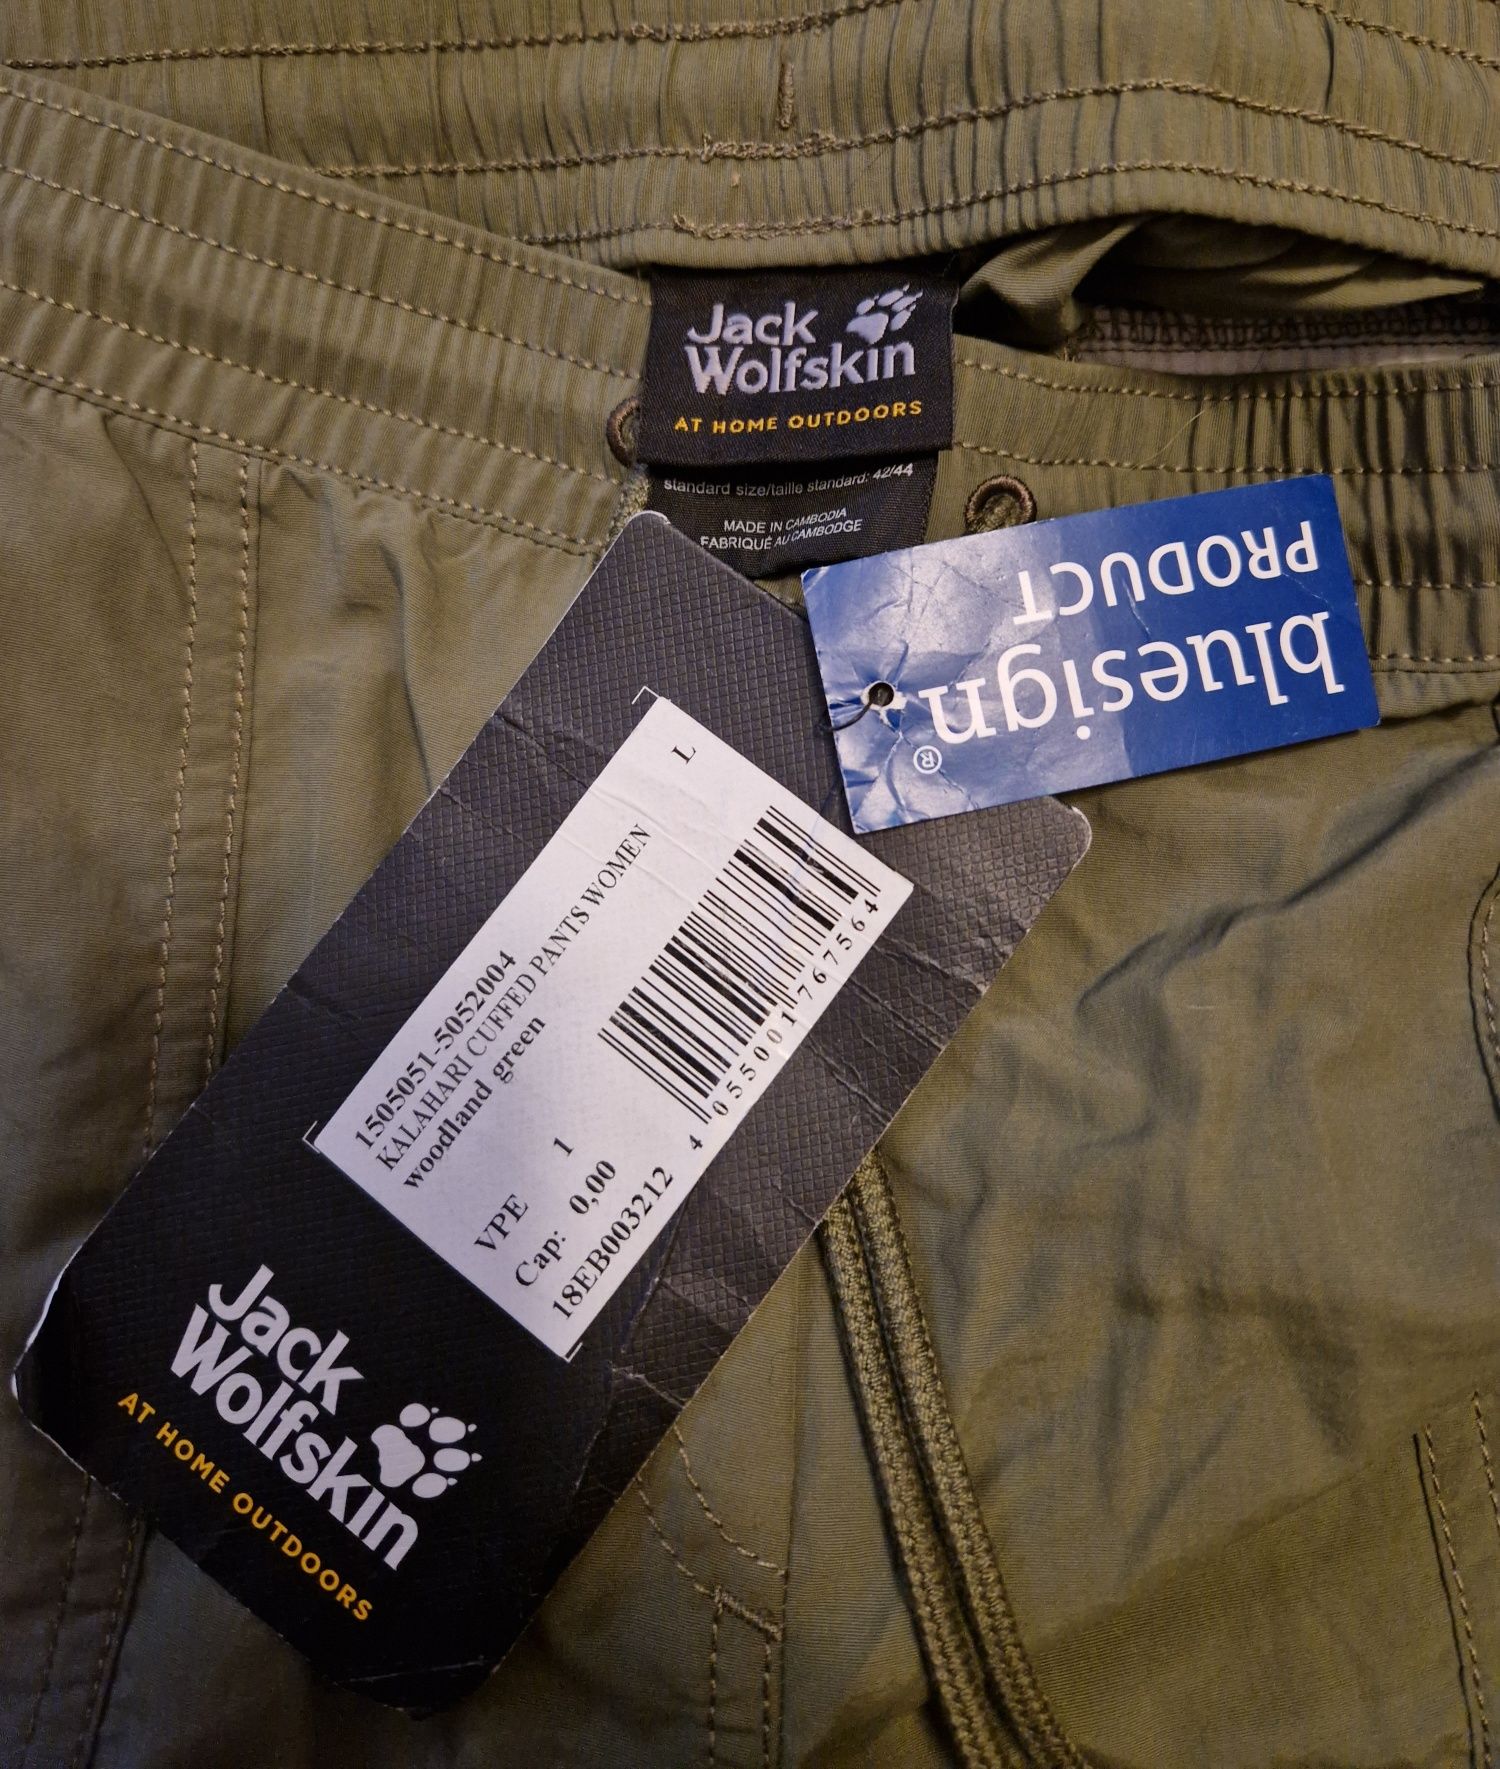 Jack
Wolfskin
AT HOME OUTDOORS
standard size/taille standard: 42/44
MADE IN CAMBODIA
FABRIQUÉ AU CAMBODGE
bluesign®
PRODUCT
L
1505051-5052004
KALAHARI CUFFED PANTS WOMEN
woodland green
VPE 1
Cap: 0,00
18EB003212
4 055001 767564
Jack
Wolfskin
AT HOME OUTDOORS